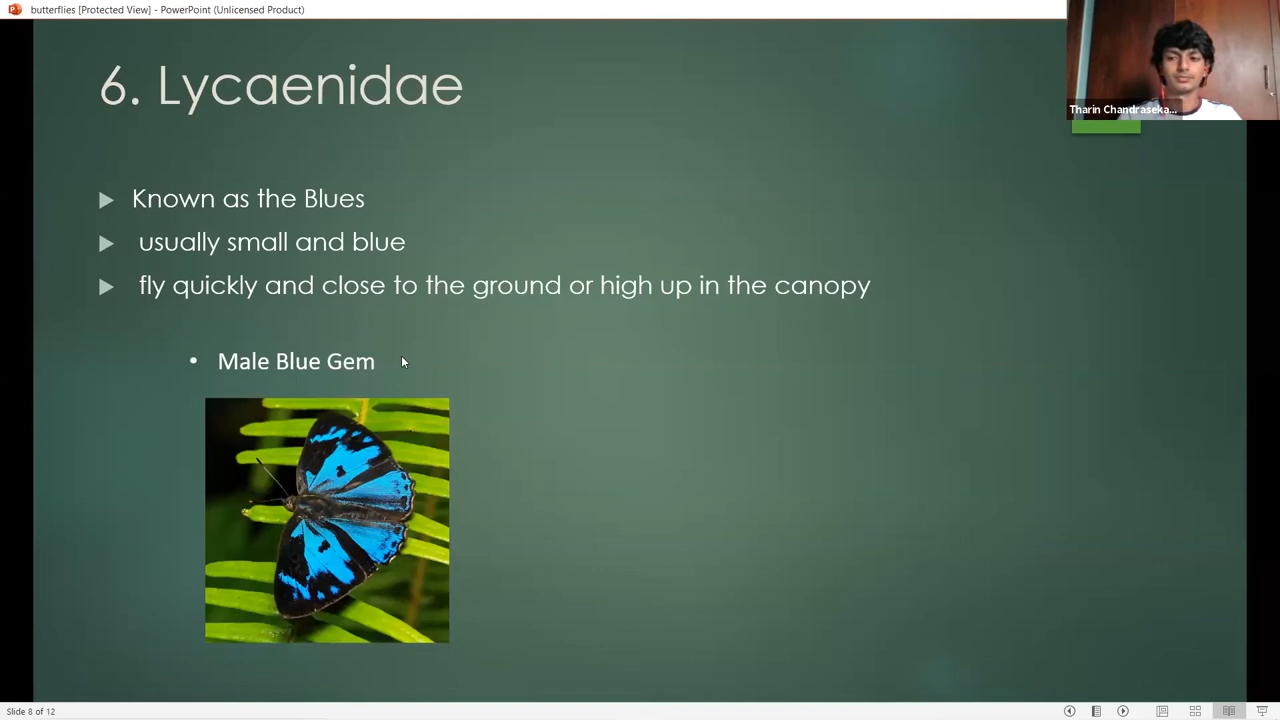 butterflies [Protected View] - PowerPoint (Unlicensed Product)
Tharin Chandraseka...
6. Lycaenidae
Known as the Blues
usually small and blue
fly quickly and close to the ground or high up in the canopy
Male Blue Gem
Slide 8 of 12